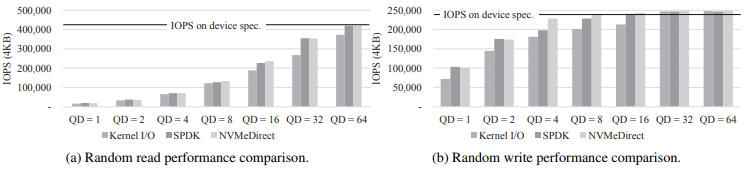 500,000
400,000
300,000
200,000
100,000
-
IOPS (4KB)
IOPS on device spec.
QD = 1 QD = 2 QD = 4 QD = 8 QD = 16 QD = 32 QD = 64
Kernel I/O SPDK NVMeDirect
(a) Random read performance comparison.
250,000
200,000
150,000
100,000
50,000
-
IOPS (4KB)
IOPS on device spec.
QD = 1 QD = 2 QD = 4 QD = 8 QD = 16 QD = 32 QD = 64
Kernel I/O SPDK NVMeDirect
(b) Random write performance comparison.